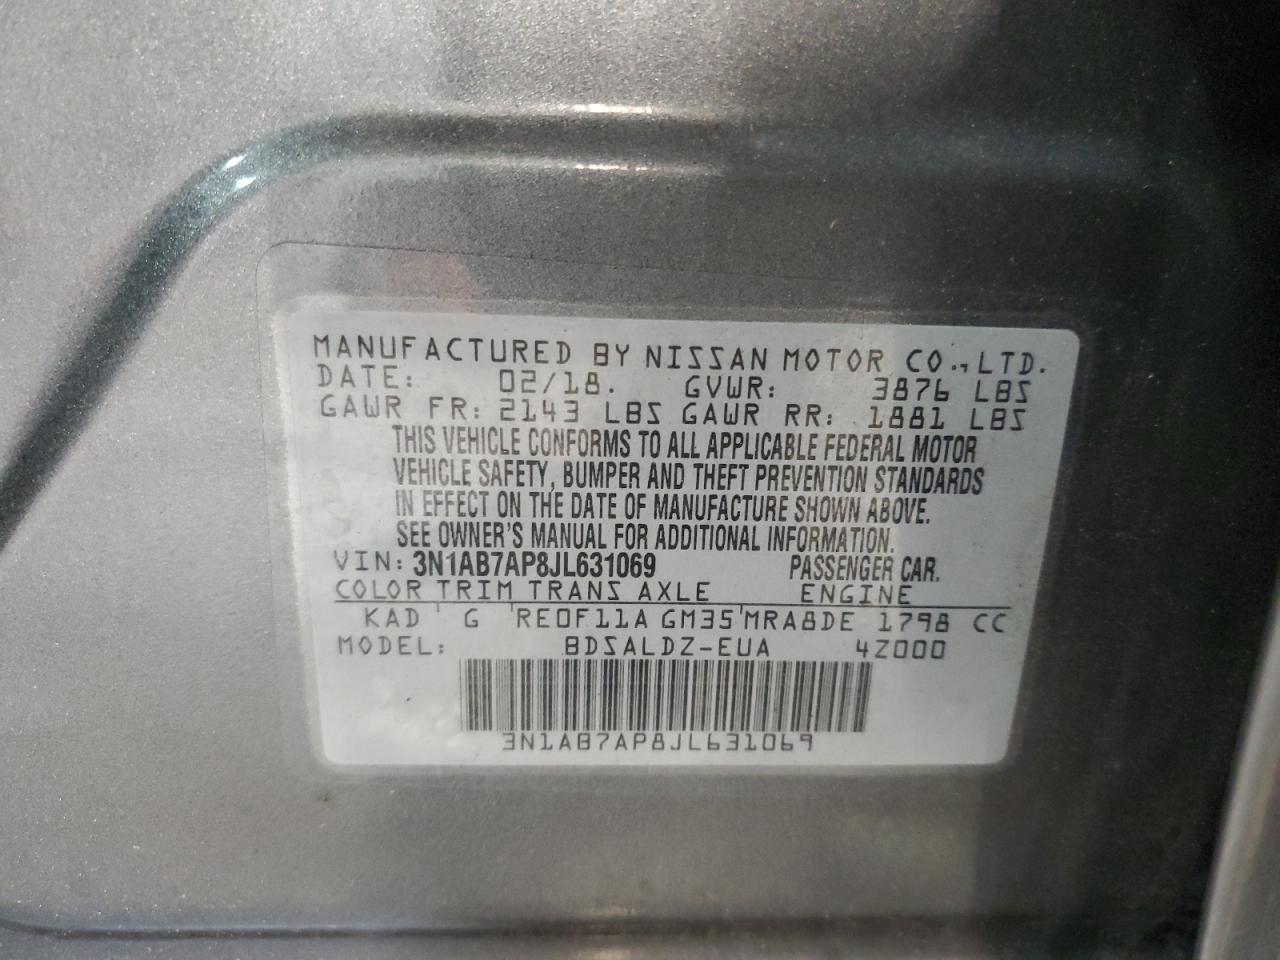 MANUFACTURED BY NISSAN MOTOR CO., LTD.
DATE: 02/18. GVWR: 3876 LBS
GAWR FR: 2143 LBS GAWR RR: 1881 LBS
THIS VEHICLE CONFORMS TO ALL APPLICABLE FEDERAL MOTOR
VEHICLE SAFETY, BUMPER AND THEFT PREVENTION STANDARDS
IN EFFECT ON THE DATE OF MANUFACTURE SHOWN ABOVE.
SEE OWNER'S MANUAL FOR ADDITIONAL INFORMATION.
VIN: 3N1AB7AP8JL631069 PASSENGER CAR.
COLOR TRIM TRANS AXLE ENGINE
KAD ' G 'RE0F11A GM35'MRA8DE 1798 CC
MODEL: BDSALDZ-EUA 4Z000
3N1AB7AP8JL631069